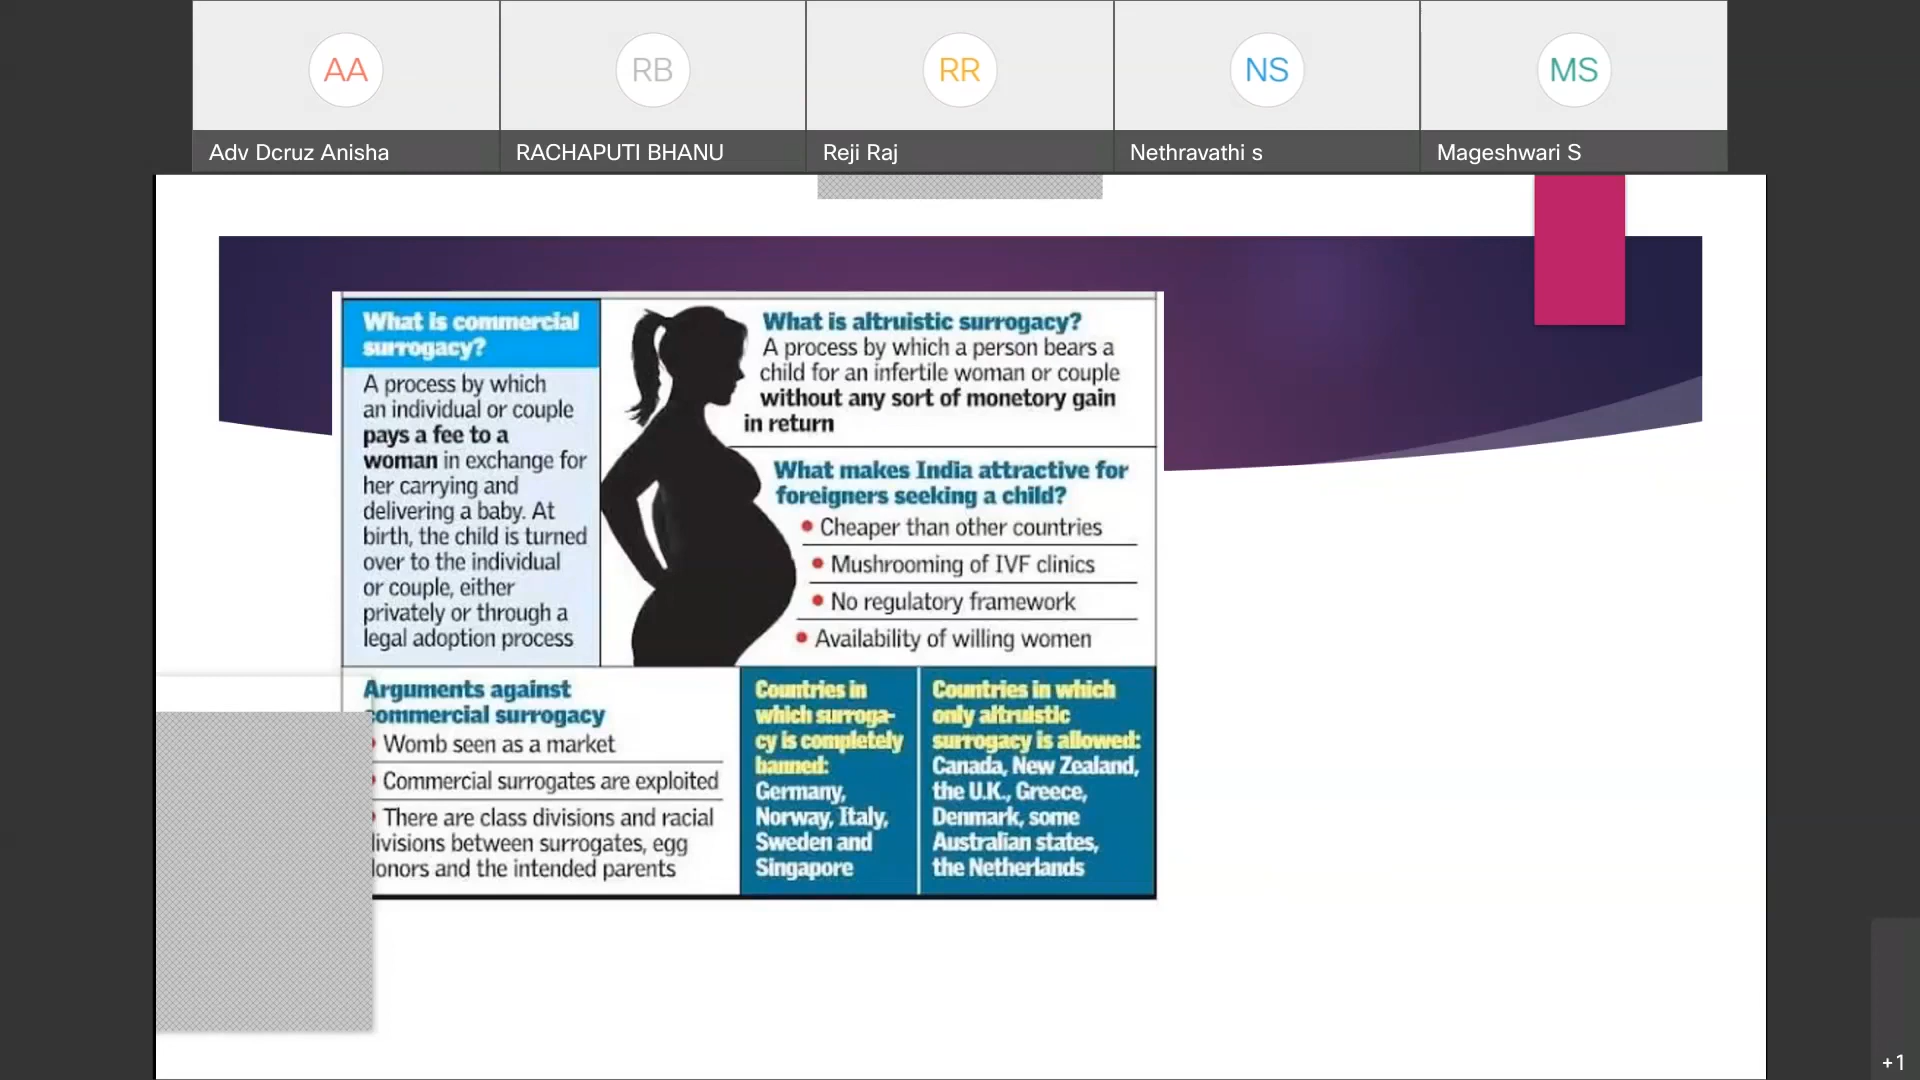 AA
RB
RR
NS
MS
Adv Dcruz Anisha
RACHAPUTI BHANU
Reji Raj
Nethravathi s
Mageshwari S
What is commercial
surrogacy?
A process by which
an individual or couple
pays a fee to a
woman in exchange for
her carrying and
delivering a baby. At
birth, the child is turned
over to the individual
or couple, either
privately or through a
legal adoption process
What is altruistic surrogacy?
A process by which a person bears a
child for an infertile woman or couple
without any sort of monetory gain
in return
What makes India attractive for
foreigners seeking a child?
• Cheaper than other countries
• Mushrooming of IVF clinics
• No regulatory framework
• Availability of willing women
Arguments against
commercial surrogacy
Womb seen as a market
Commercial surrogates are exploited
There are class divisions and racial
ivisions between surrogates, egg
onors and the intended parents
Countries in
which surroga-
cy is completely
banned:
Germany,
Norway, Italy,
Sweden and
Singapore
Countries in which
only altruistic
surrogacy is allowed:
Canada, New Zealand,
the U.K., Greece,
Denmark, some
Australian states,
the Netherlands
+1